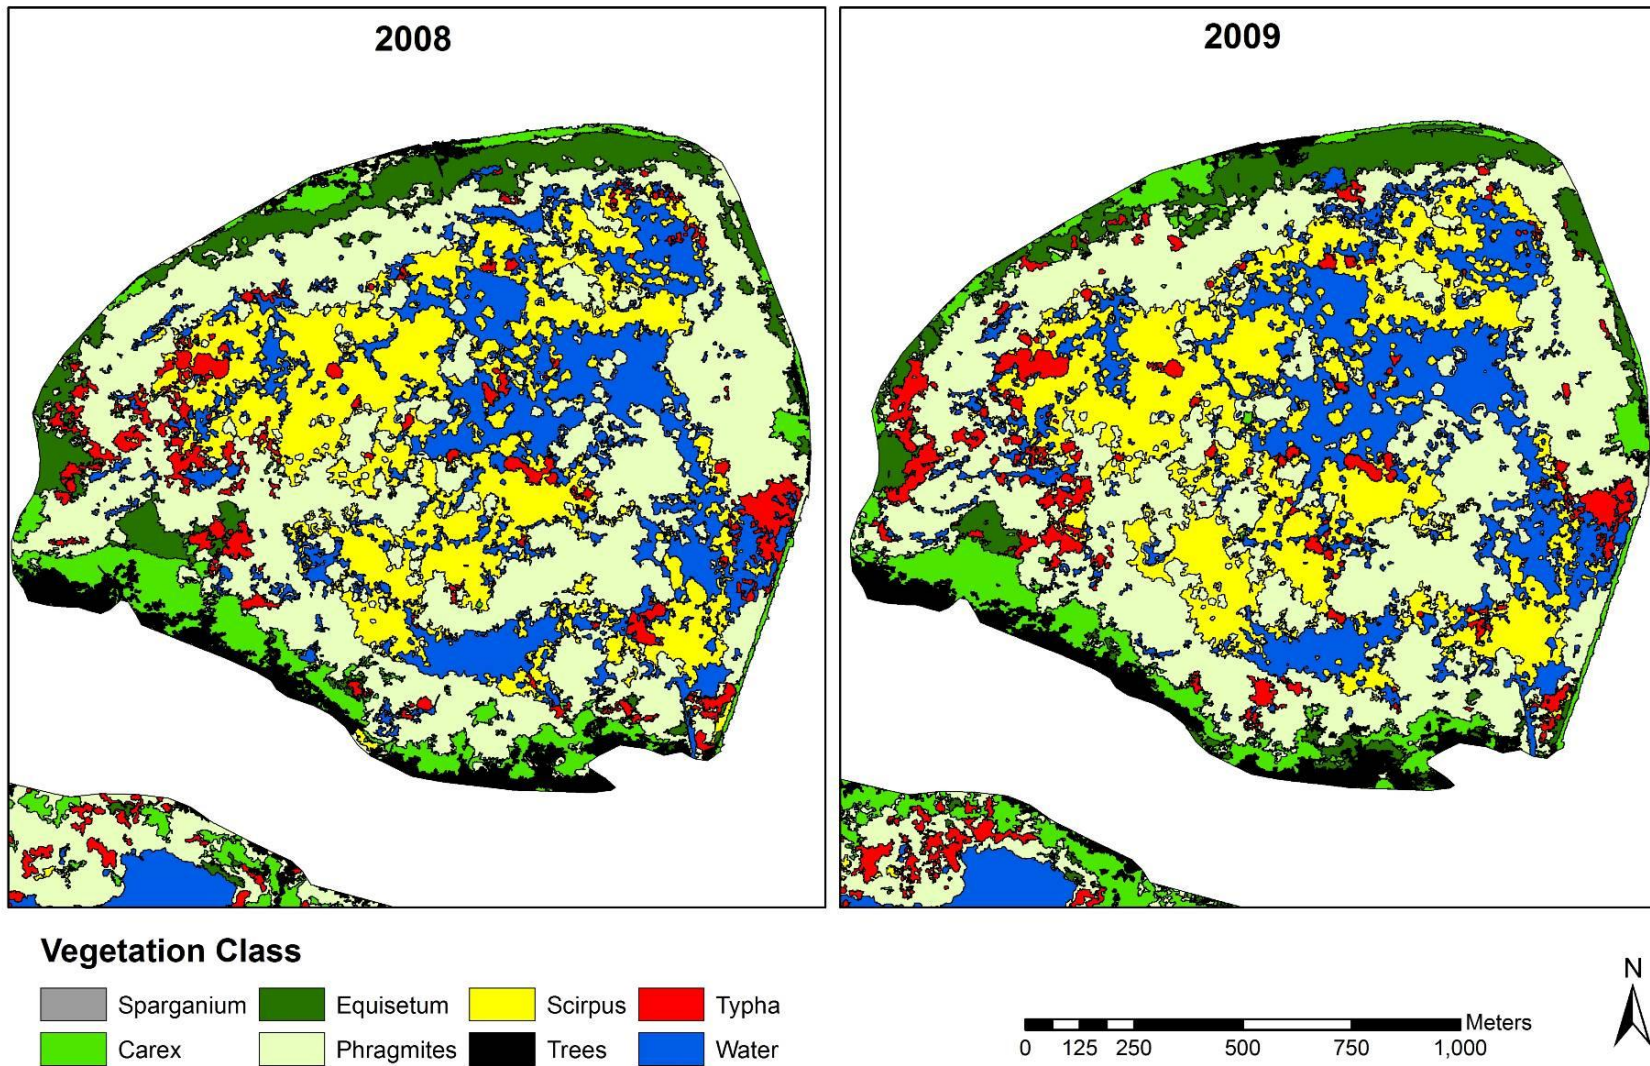 2008
2009
Vegetation Class
Sparganium Equisetum Scirpus Typha
Carex Phragmites Trees Water
Meters
0 125 250 500 750 1,000
N